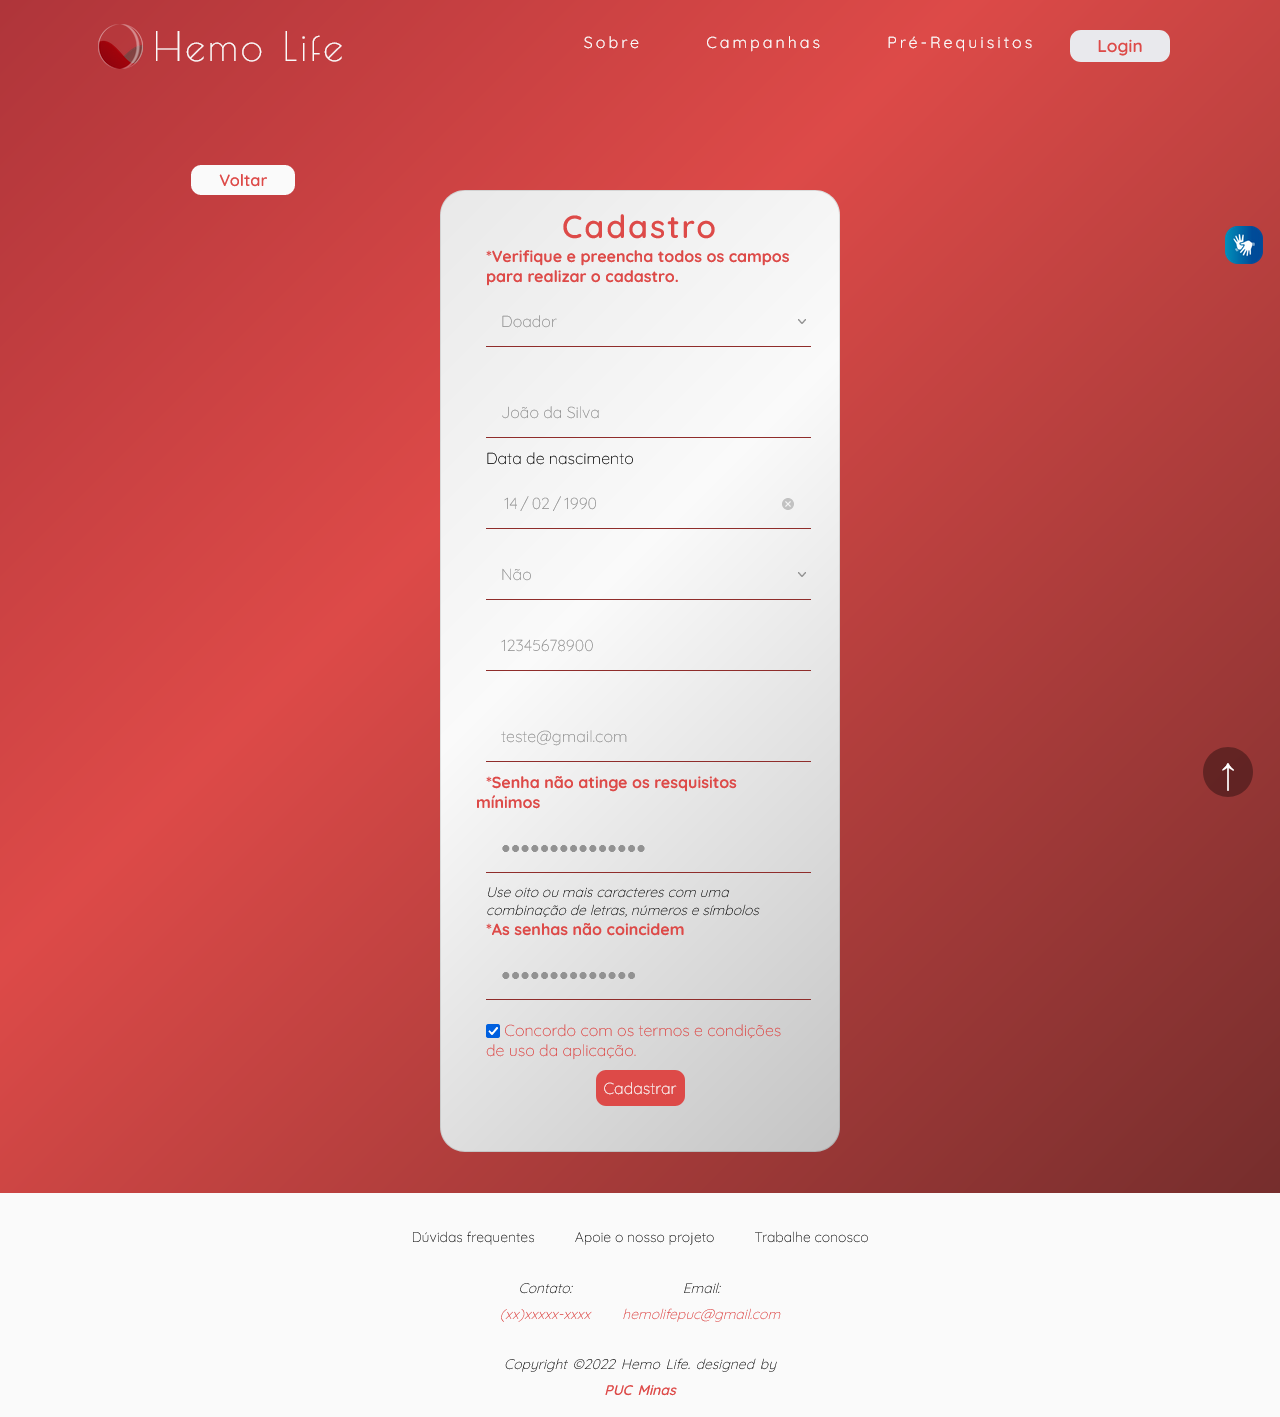 Hemo Life
Sobre
Campanhas
Pré-Requisitos
Login
Voltar
Cadastro
*Verifique e preencha todos os campos
para realizar o cadastro.
Doador
João da Silva
Data de nascimento
14 / 02 / 1990
Não
12345678900
teste@gmail.com
*Senha não atinge os resquisitos
mínimos
•••••••••••••••
Use oito ou mais caracteres com uma
combinação de letras, números e símbolos
*As senhas não coincidem
••••••••••••••
Concordo com os termos e condições
de uso da aplicação.
Cadastrar
↑
Dúvidas frequentes
Apoie o nosso projeto
Trabalhe conosco
Contato:
Email:
(xx)xxxxx-xxxx
hemolifepuc@gmail.com
Copyright ©2022 Hemo Life. designed by
PUC Minas